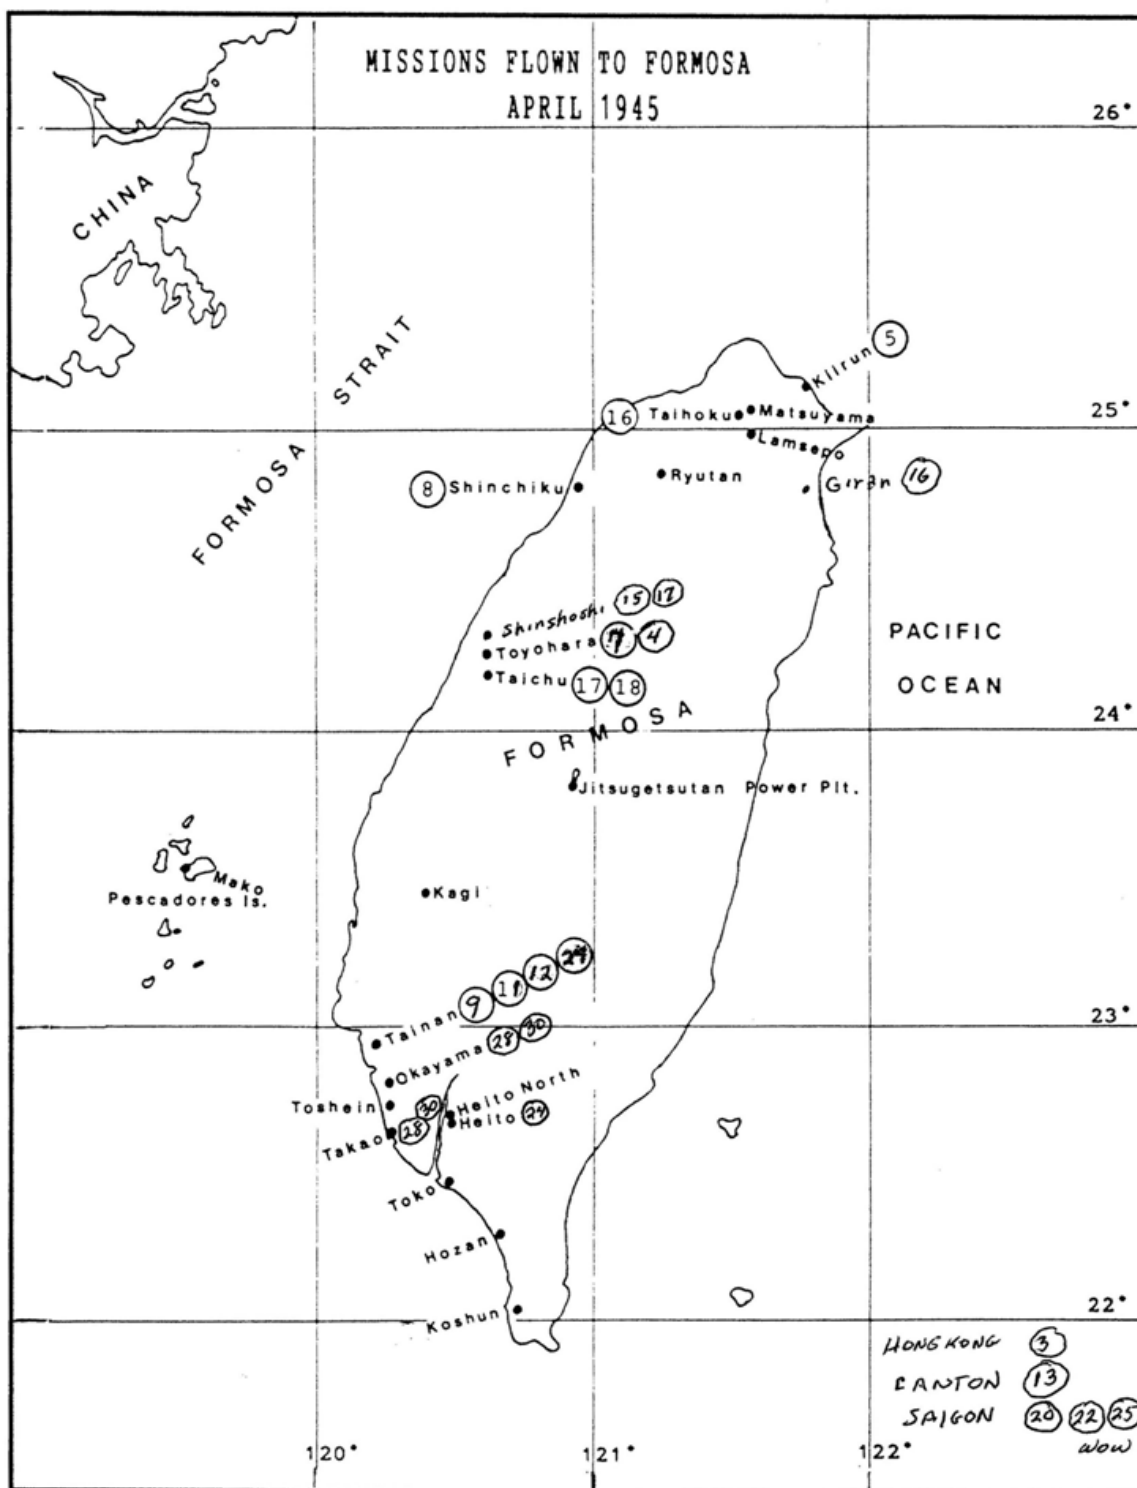 MISSIONS FLOWN TO FORMOSA
APRIL 1945
26°
CHINA
FORMOSA STRAIT
Kiirun 5
16 Taihoku Matsuyama
25°
Lamsepo
Ryutan
Giran 16
8 Shinchiku
Shinshoshi 15 17
Toyohara 4
Taichu 17 18
PACIFIC
OCEAN
FORMOSA
24°
Jitsugetsutan Power Plt.
Mako
Pescadores Is.
Kagi
Tainan 9 11 12
23°
Okayama 28 30
Toshein
Heito North
Heito 29
Takao 28 30
Toko
Hozan
Koshun
22°
HONG KONG 3
CANTON 13
SAIGON 20 22 25
WOW
120° 121° 122°